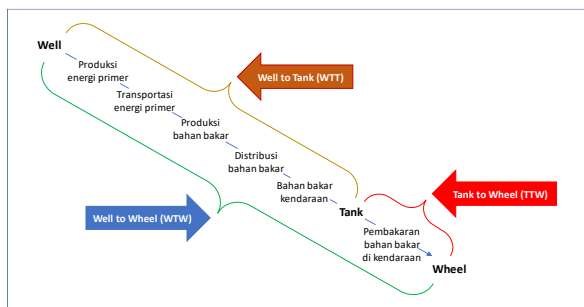 Well
Produksi
energi primer
Well to Tank (WTT)
Transportasi
energi primer
Produksi
bahan bakar
Distribusi
bahan bakar
Bahan bakar
kendaraan
Tank to Wheel (TTW)
Well to Wheel (WTW)
Tank
Pembakaran
bahan bakar
di kendaraan
Wheel